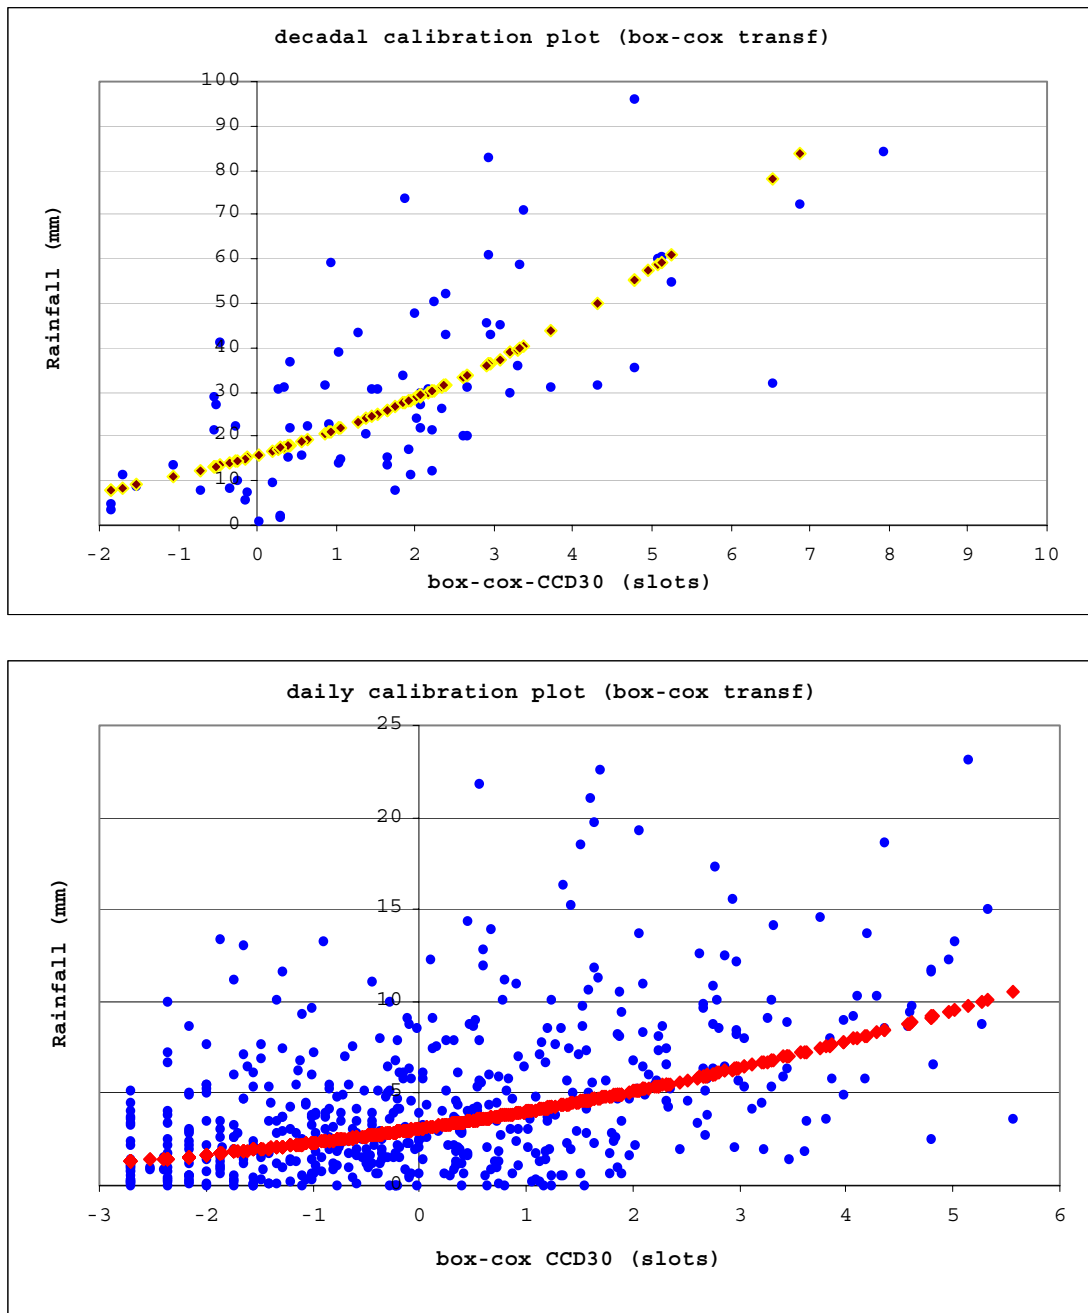 decadal calibration plot (box-cox transf)
100
90
80
70
60
50
40
30
20
10
0
Rainfall (mm)
-2 -1 0 1 2 3 4 5 6 7 8 9 10
box-cox-CCD30 (slots)
daily calibration plot (box-cox transf)
25
20
15
10
5
0
Rainfall (mm)
-3 -2 -1 0 1 2 3 4 5 6
box-cox CCD30 (slots)